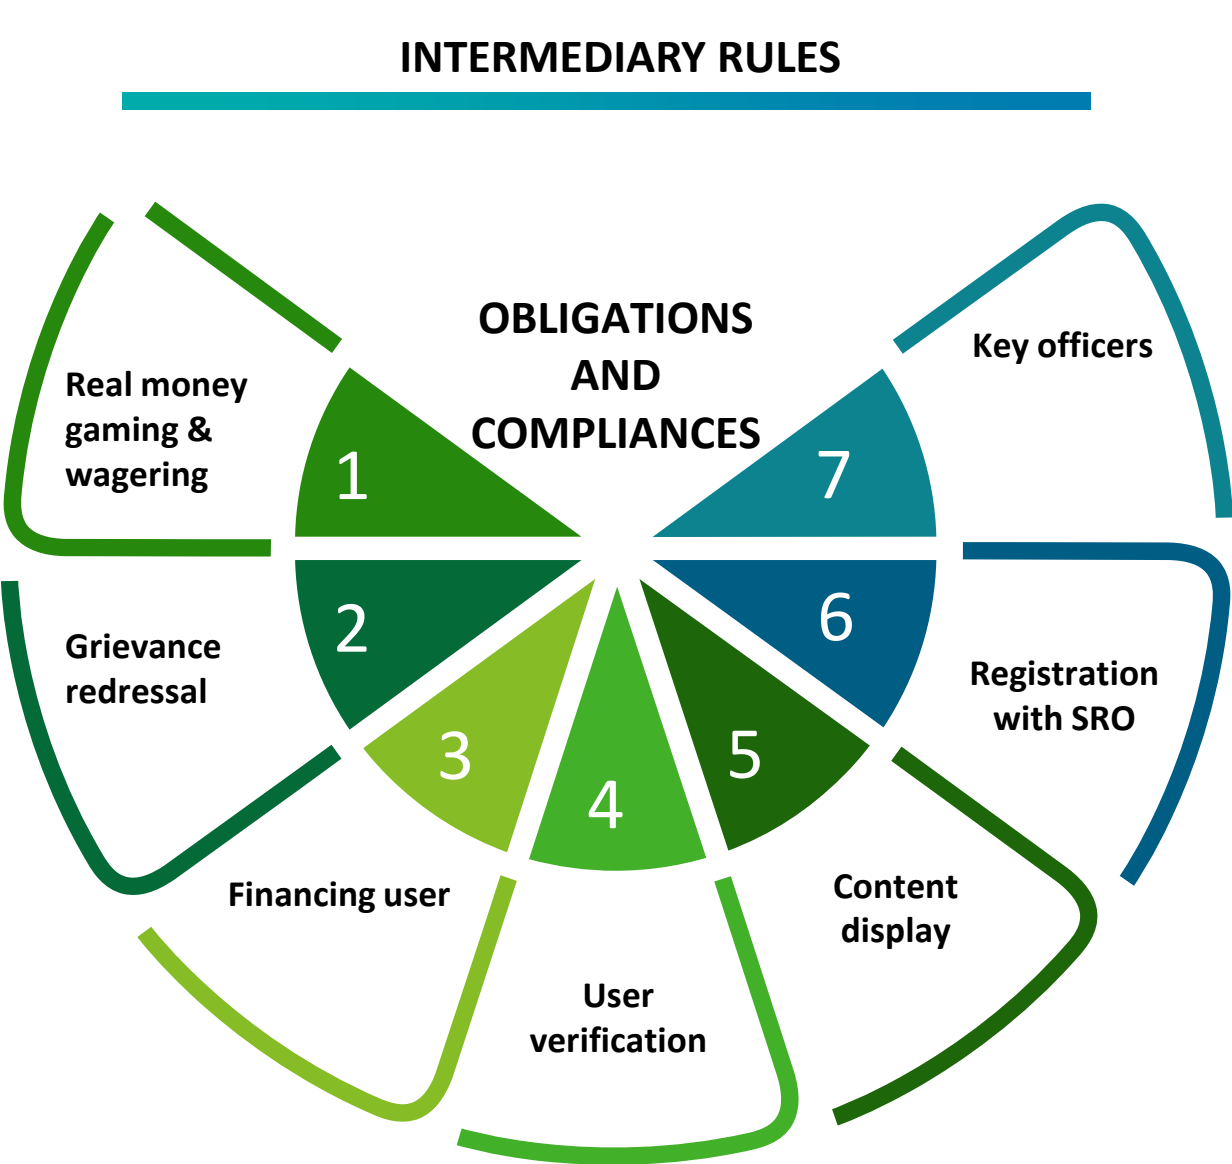 INTERMEDIARY RULES
OBLIGATIONS
AND
COMPLIANCES
1
Real money
gaming &
wagering
2
Grievance
redressal
3
Financing user
4
User
verification
5
Content
display
6
Registration
with SRO
7
Key officers